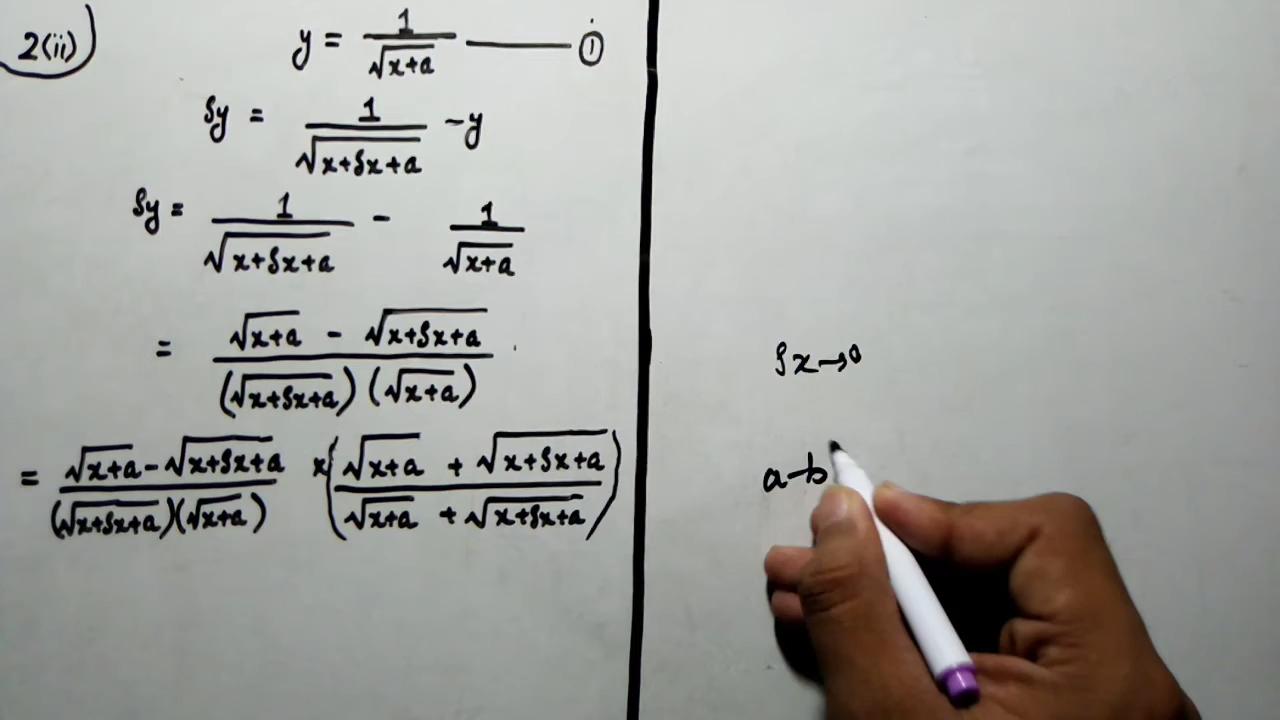 2(ii)
y = 1/√(x+a) ——— ①
δy = 1/√(x+δx+a) - y
δy = 1/√(x+δx+a) - 1/√(x+a)
= (√(x+a) - √(x+δx+a)) / ((√(x+δx+a)) (√(x+a)))
= (√(x+a) - √(x+δx+a)) / ((√(x+δx+a))(√(x+a))) × ((√(x+a) + √(x+δx+a)) / (√(x+a) + √(x+δx+a)))
δx→0
a-b